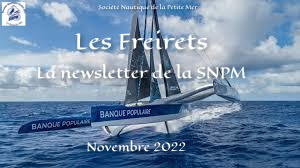 Société Nautique de la Petite Mer
Les Freirets
La newsletter de la SNPM
BANQUE POPULAIRE
BANQUE POPULAIRE
Novembre 2022